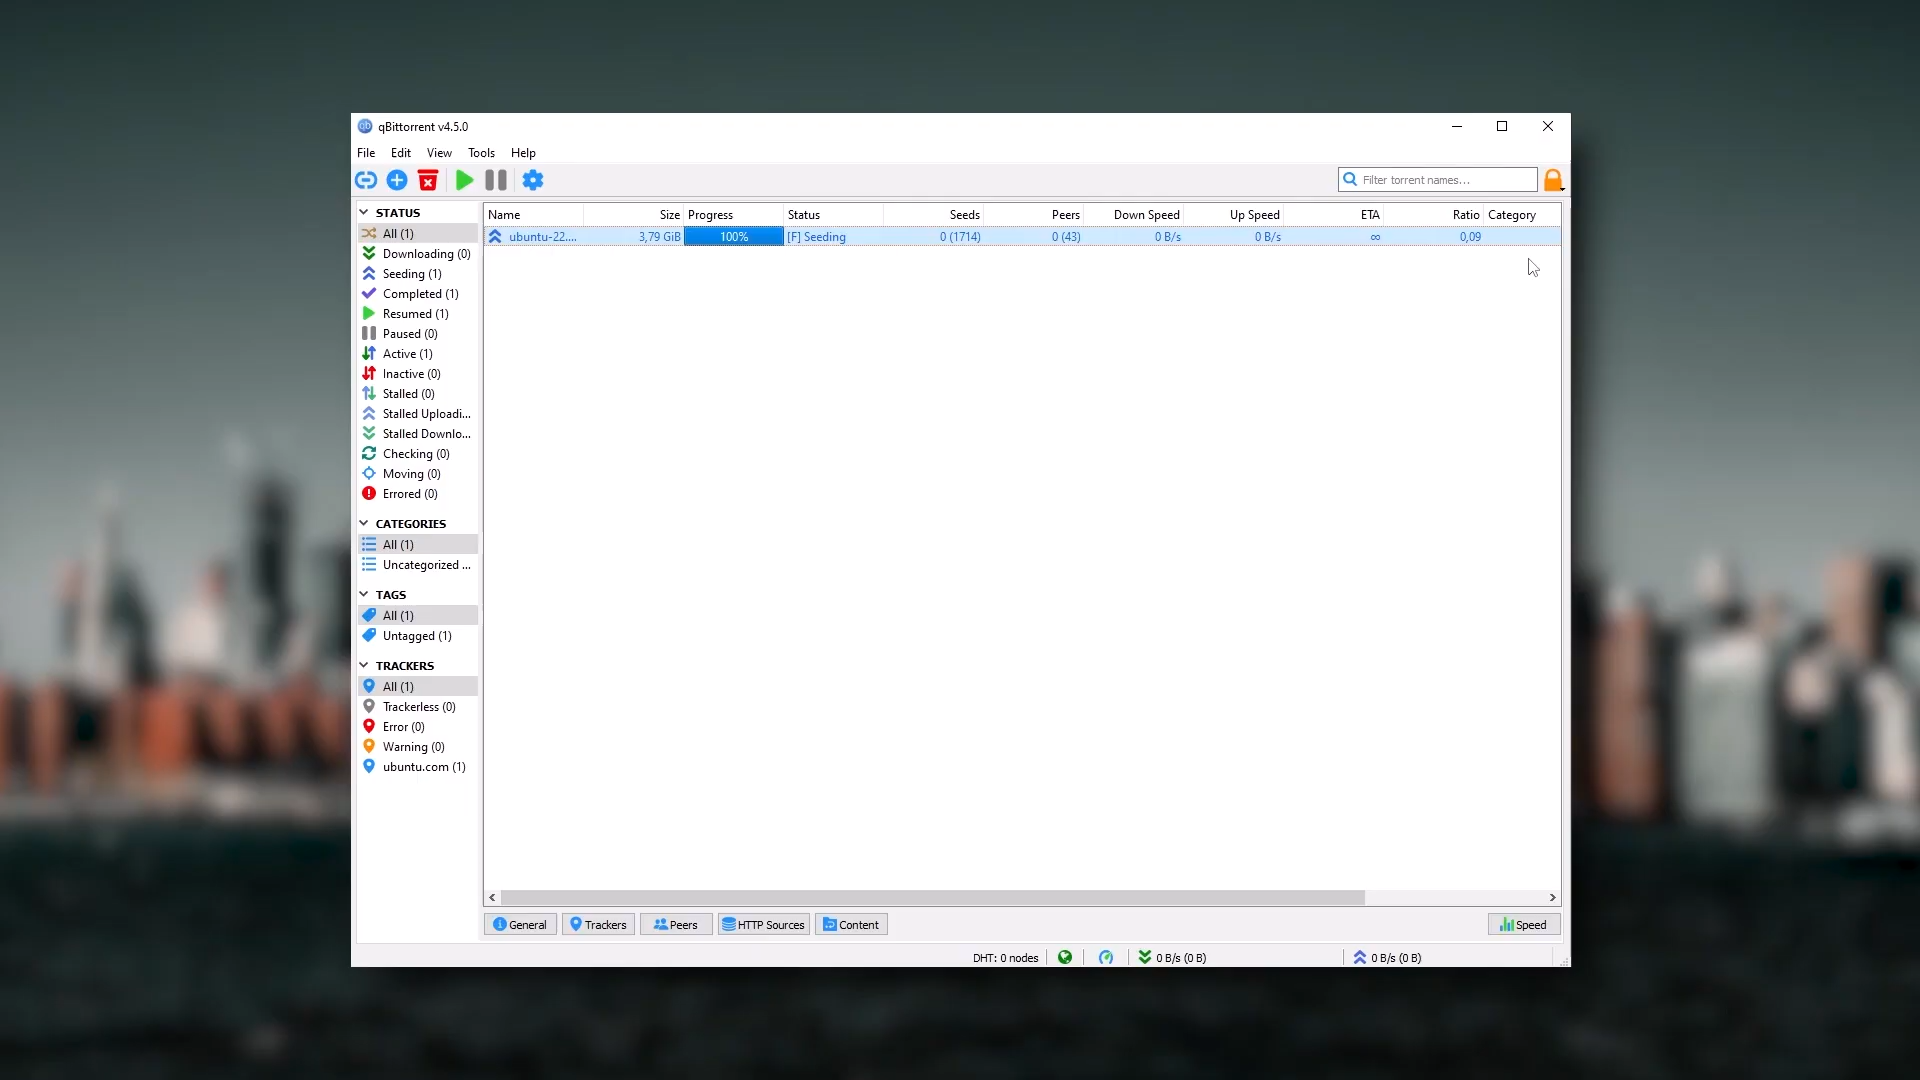 qBittorrent v4.5.0
File Edit View Tools Help
Filter torrent names...
STATUS
All (1)
Downloading (0)
Seeding (1)
Completed (1)
Resumed (1)
Paused (0)
Active (1)
Inactive (0)
Stalled (0)
Stalled Uploadi...
Stalled Downlo...
Checking (0)
Moving (0)
Errored (0)
CATEGORIES
All (1)
Uncategorized ...
TAGS
All (1)
Untagged (1)
TRACKERS
All (1)
Trackerless (0)
Error (0)
Warning (0)
ubuntu.com (1)
Name Size Progress Status Seeds Peers Down Speed Up Speed ETA Ratio Category
ubuntu-22.... 3,79 GiB 100% [F] Seeding 0 (1714) 0 (43) 0 B/s 0 B/s ∞ 0,09
General Trackers Peers HTTP Sources Content Speed
DHT: 0 nodes 0 B/s (0 B) 0 B/s (0 B)